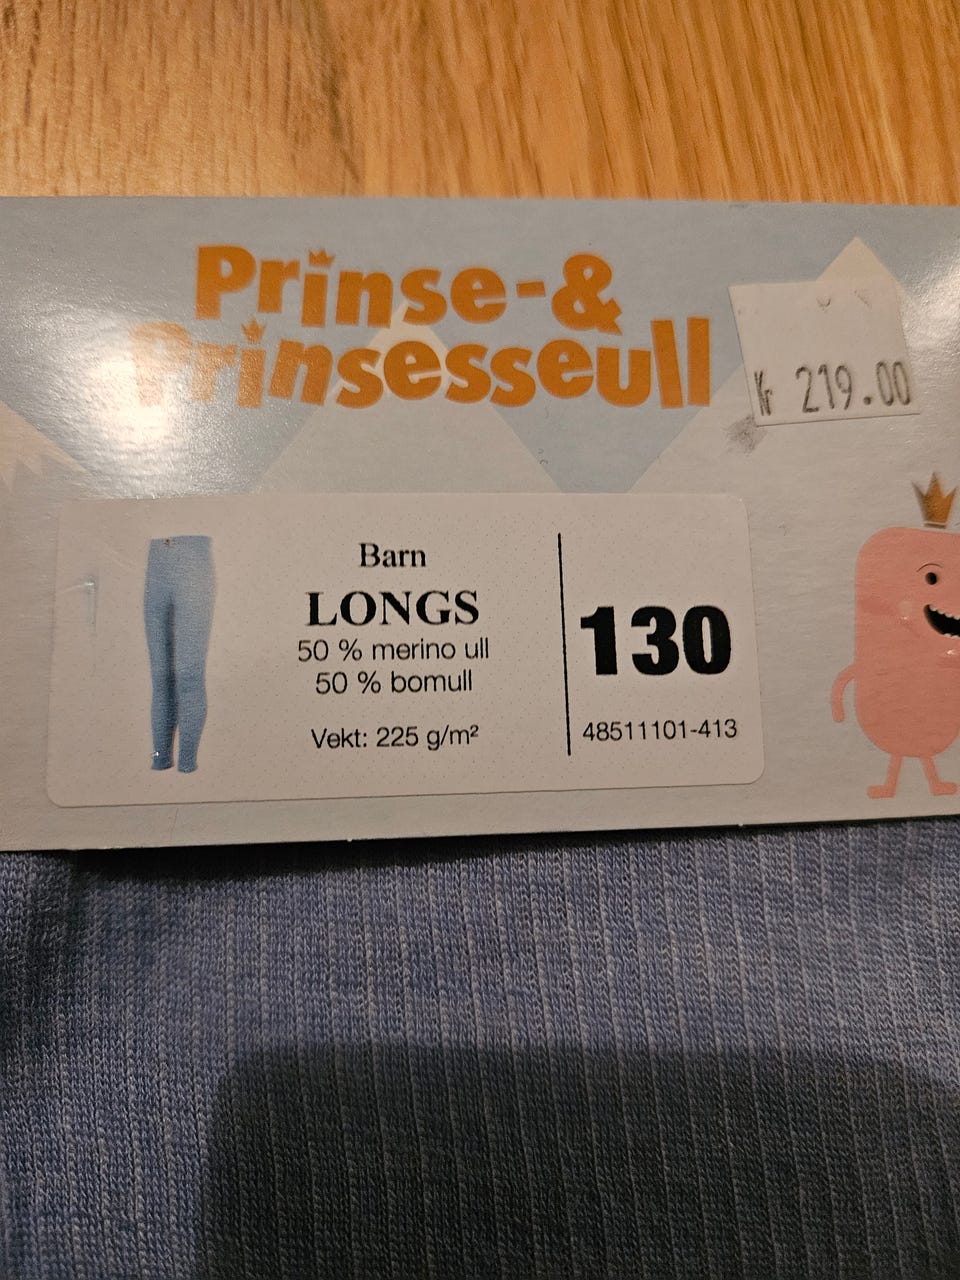 Prinse-&
Prinsesseull
Kr 219.00
Barn
LONGS
50 % merino ull
50 % bomull
Vekt: 225 g/m²
130
48511101-413